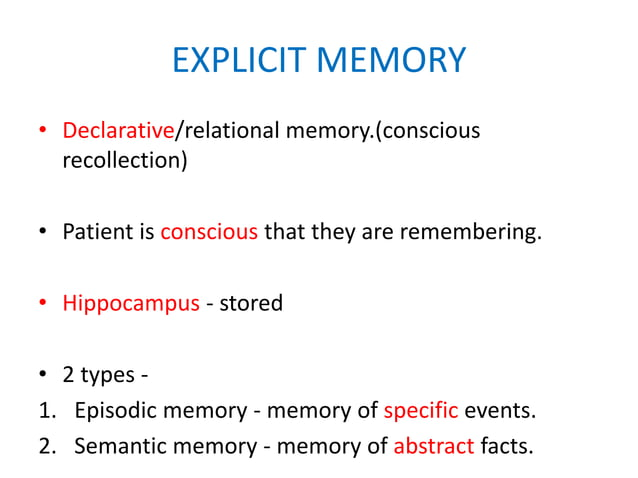 EXPLICIT MEMORY
• Declarative/relational memory.(conscious
recollection)
• Patient is conscious that they are remembering.
• Hippocampus - stored
• 2 types -
1. Episodic memory - memory of specific events.
2. Semantic memory - memory of abstract facts.